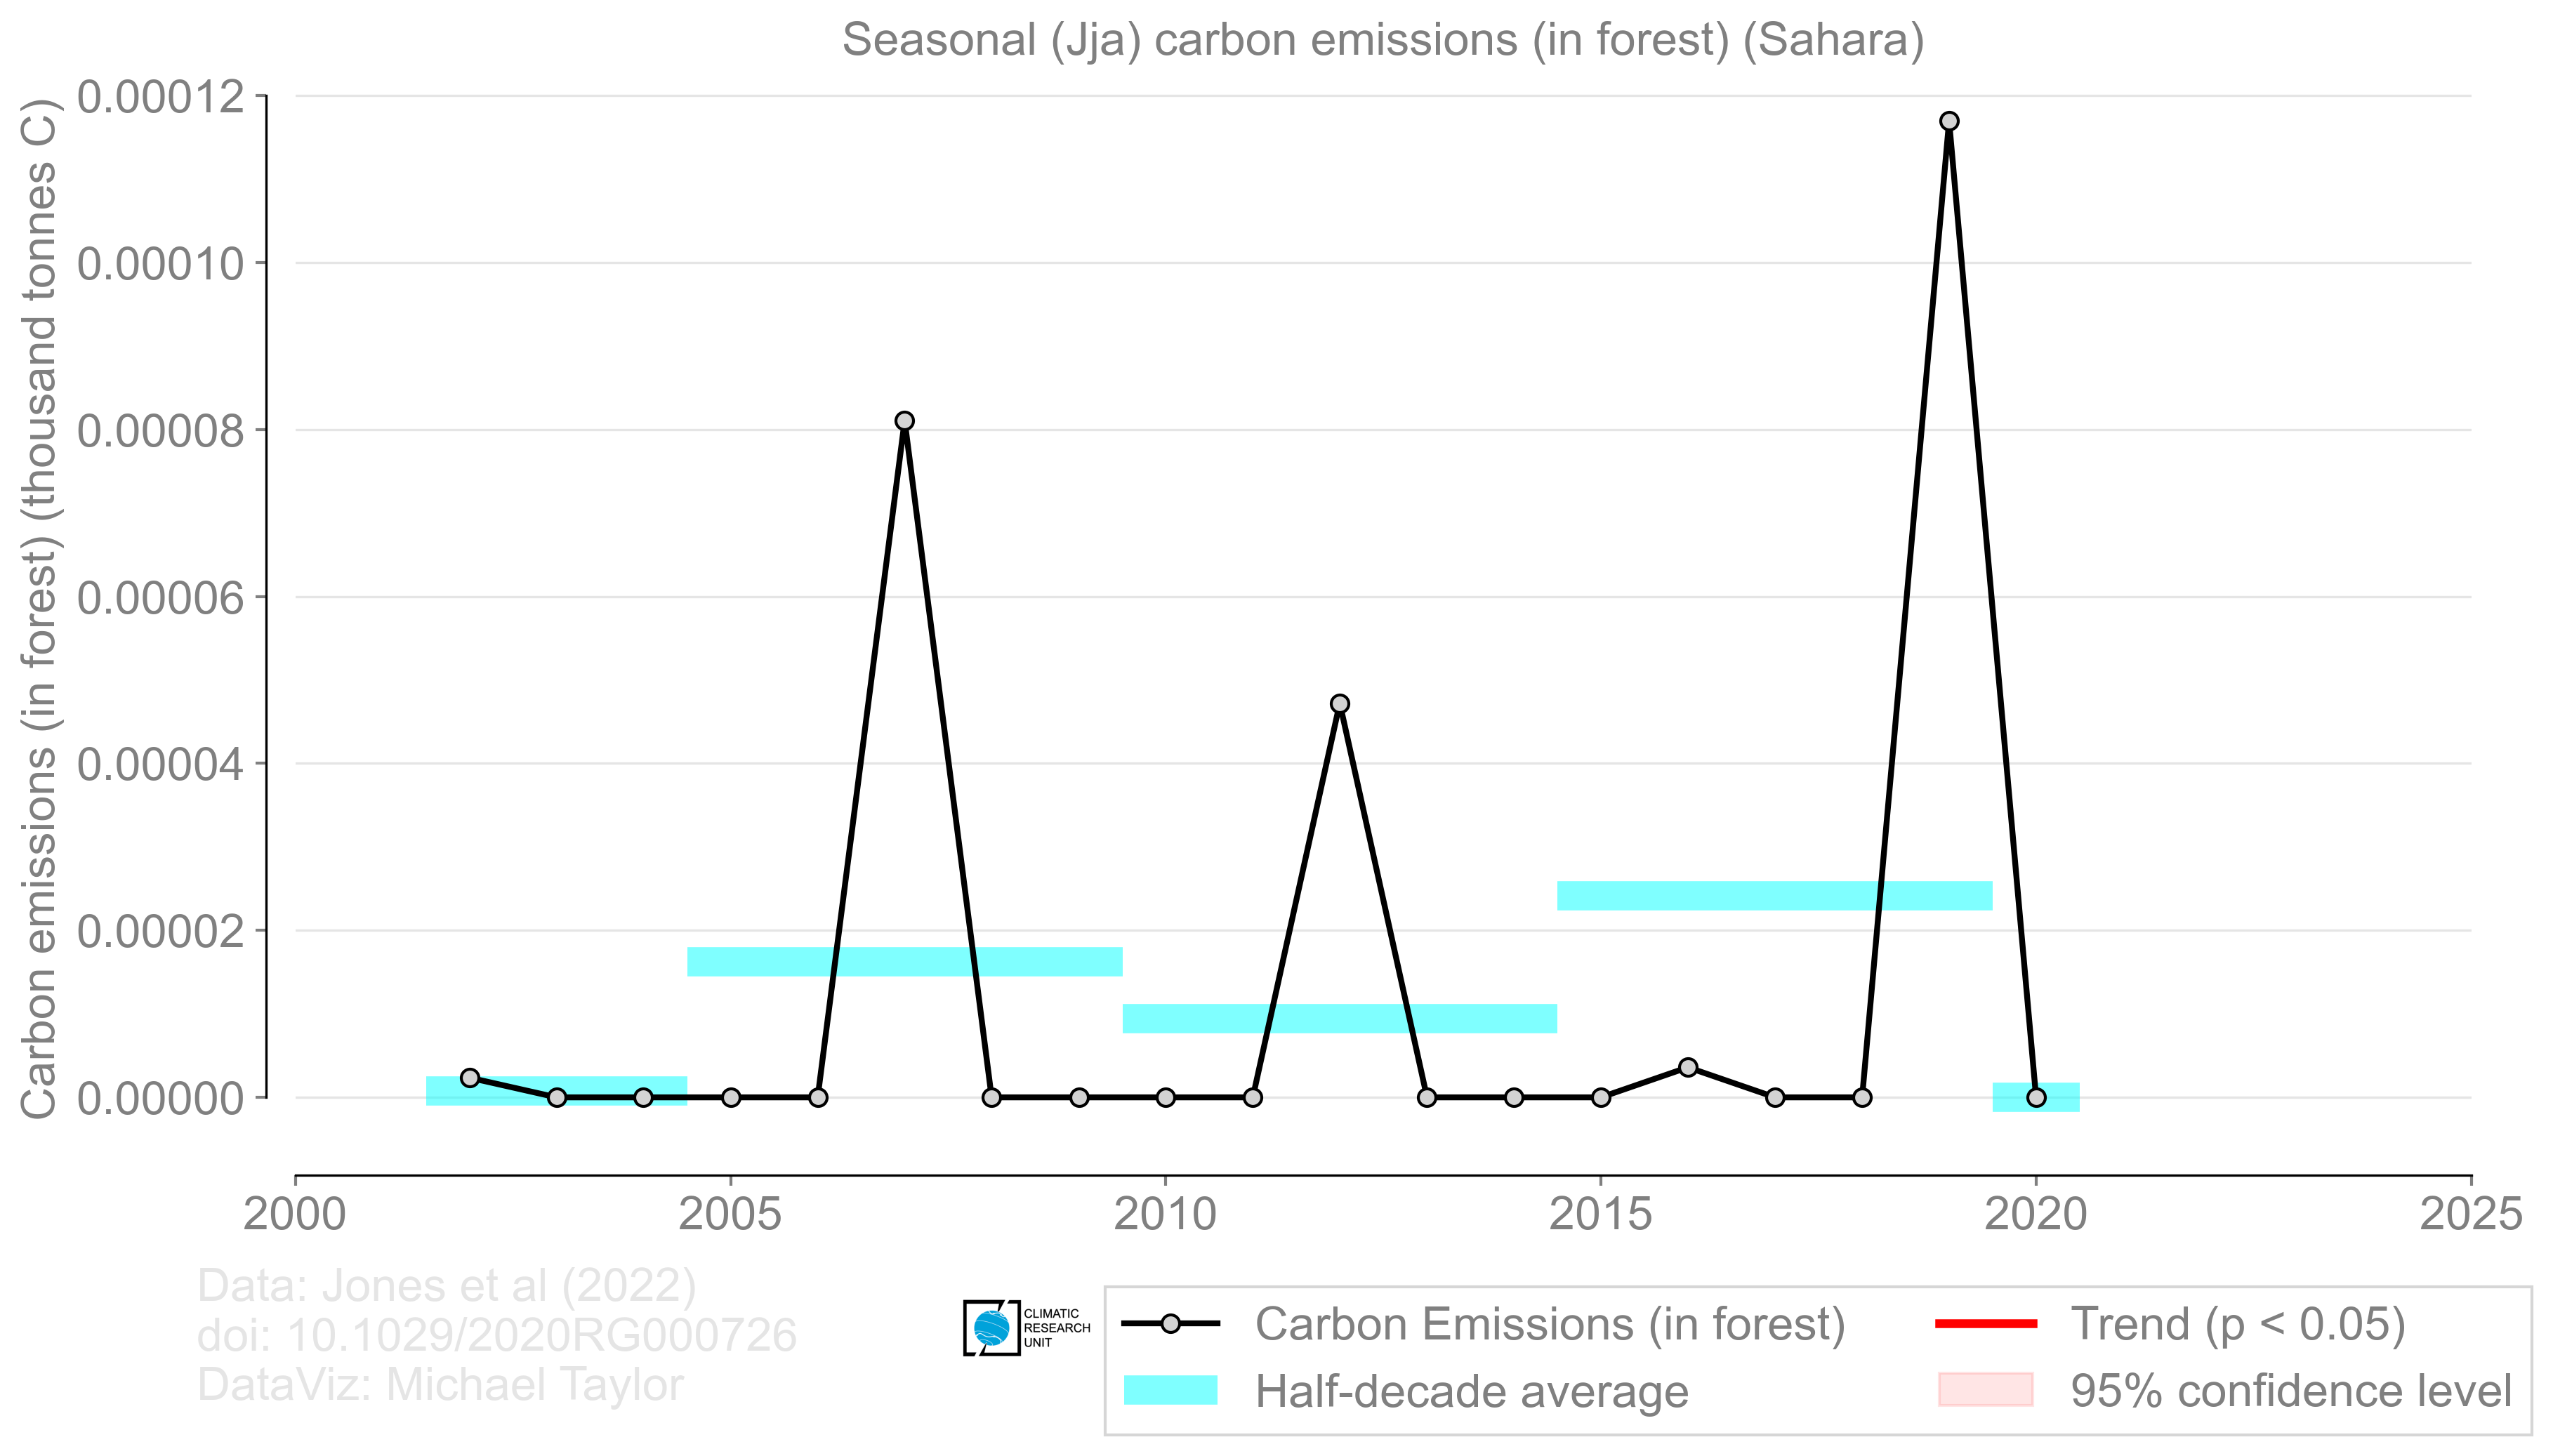 Seasonal (Jja) carbon emissions (in forest) (Sahara)
Carbon emissions (in forest) (thousand tonnes C)
0.00012
0.00010
0.00008
0.00006
0.00004
0.00002
0.00000
2000 2005 2010 2015 2020 2025
Data: Jones et al (2022)
doi: 10.1029/2020RG000726
DataViz: Michael Taylor
CLIMATIC
RESEARCH
UNIT
Carbon Emissions (in forest)
Half-decade average
Trend (p < 0.05)
95% confidence level